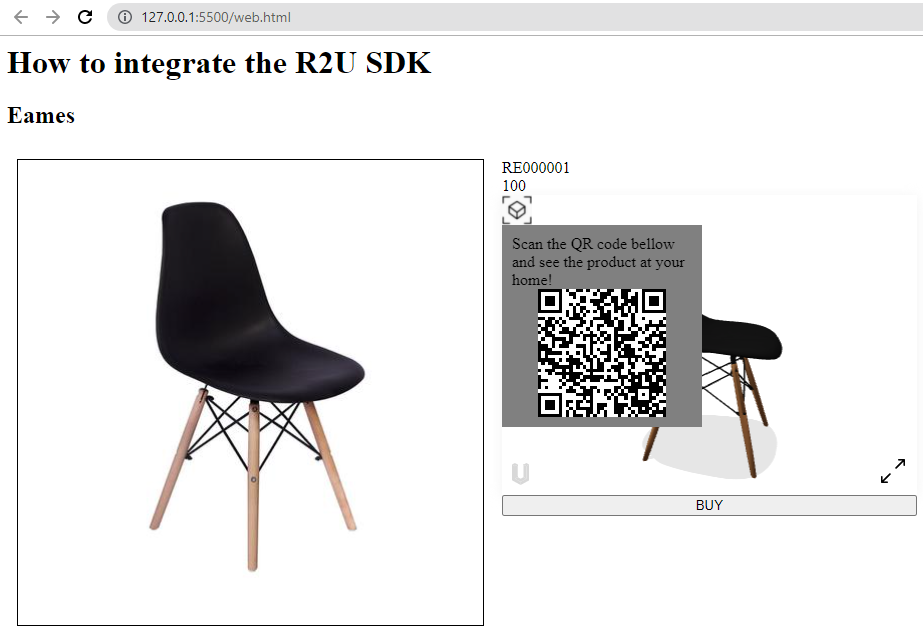 127.0.0.1:5500/web.html
How to integrate the R2U SDK
Eames
RE000001
100
Scan the QR code bellow
and see the product at your
home!
BUY